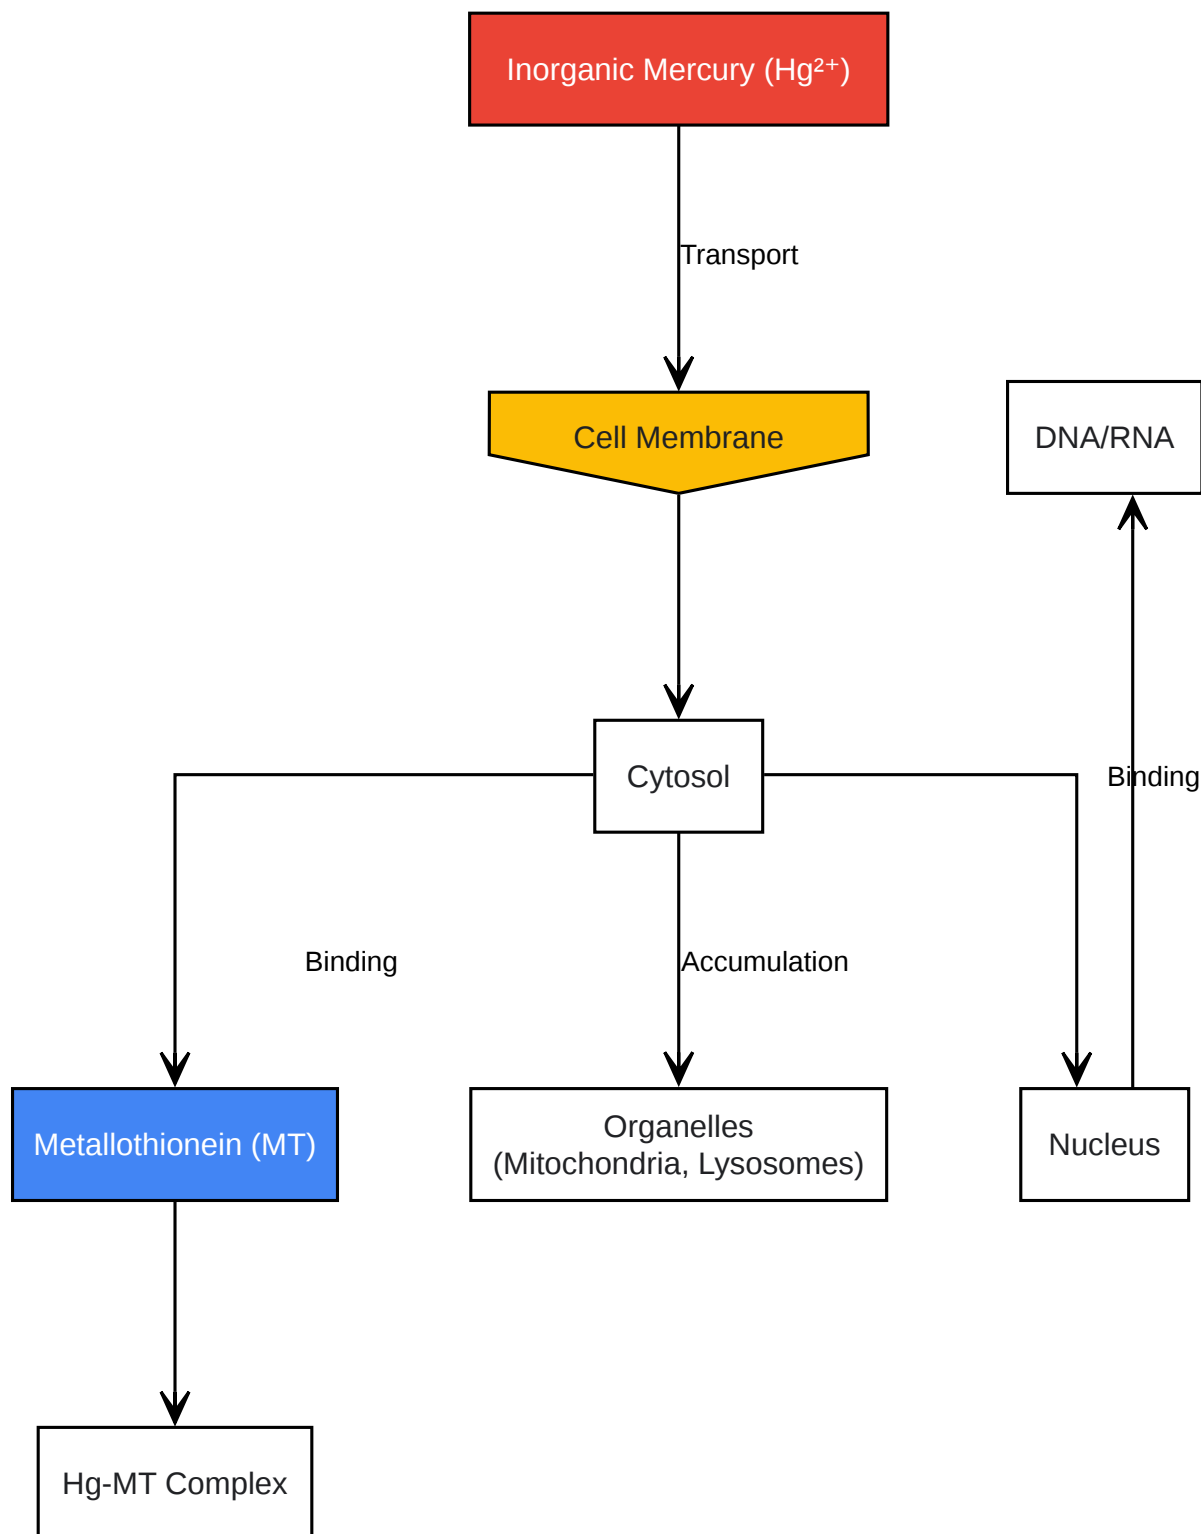 Inorganic Mercury (Hg²⁺)
Transport
Cell Membrane
DNA/RNA
Cytosol
Binding
Binding
Accumulation
Metallothionein (MT)
Organelles
(Mitochondria, Lysosomes)
Nucleus
Hg-MT Complex